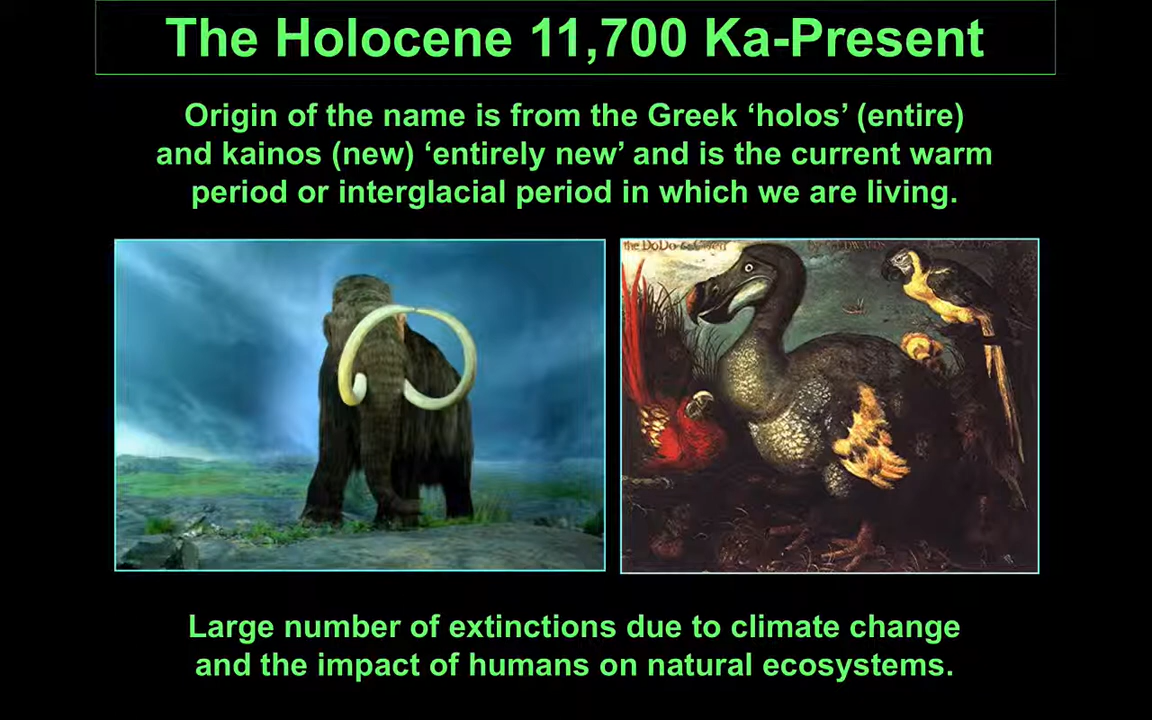 The Holocene 11,700 Ka-Present
Origin of the name is from the Greek ‘holos’ (entire)
and kainos (new) ‘entirely new’ and is the current warm
period or interglacial period in which we are living.
the DoDo
Large number of extinctions due to climate change
and the impact of humans on natural ecosystems.